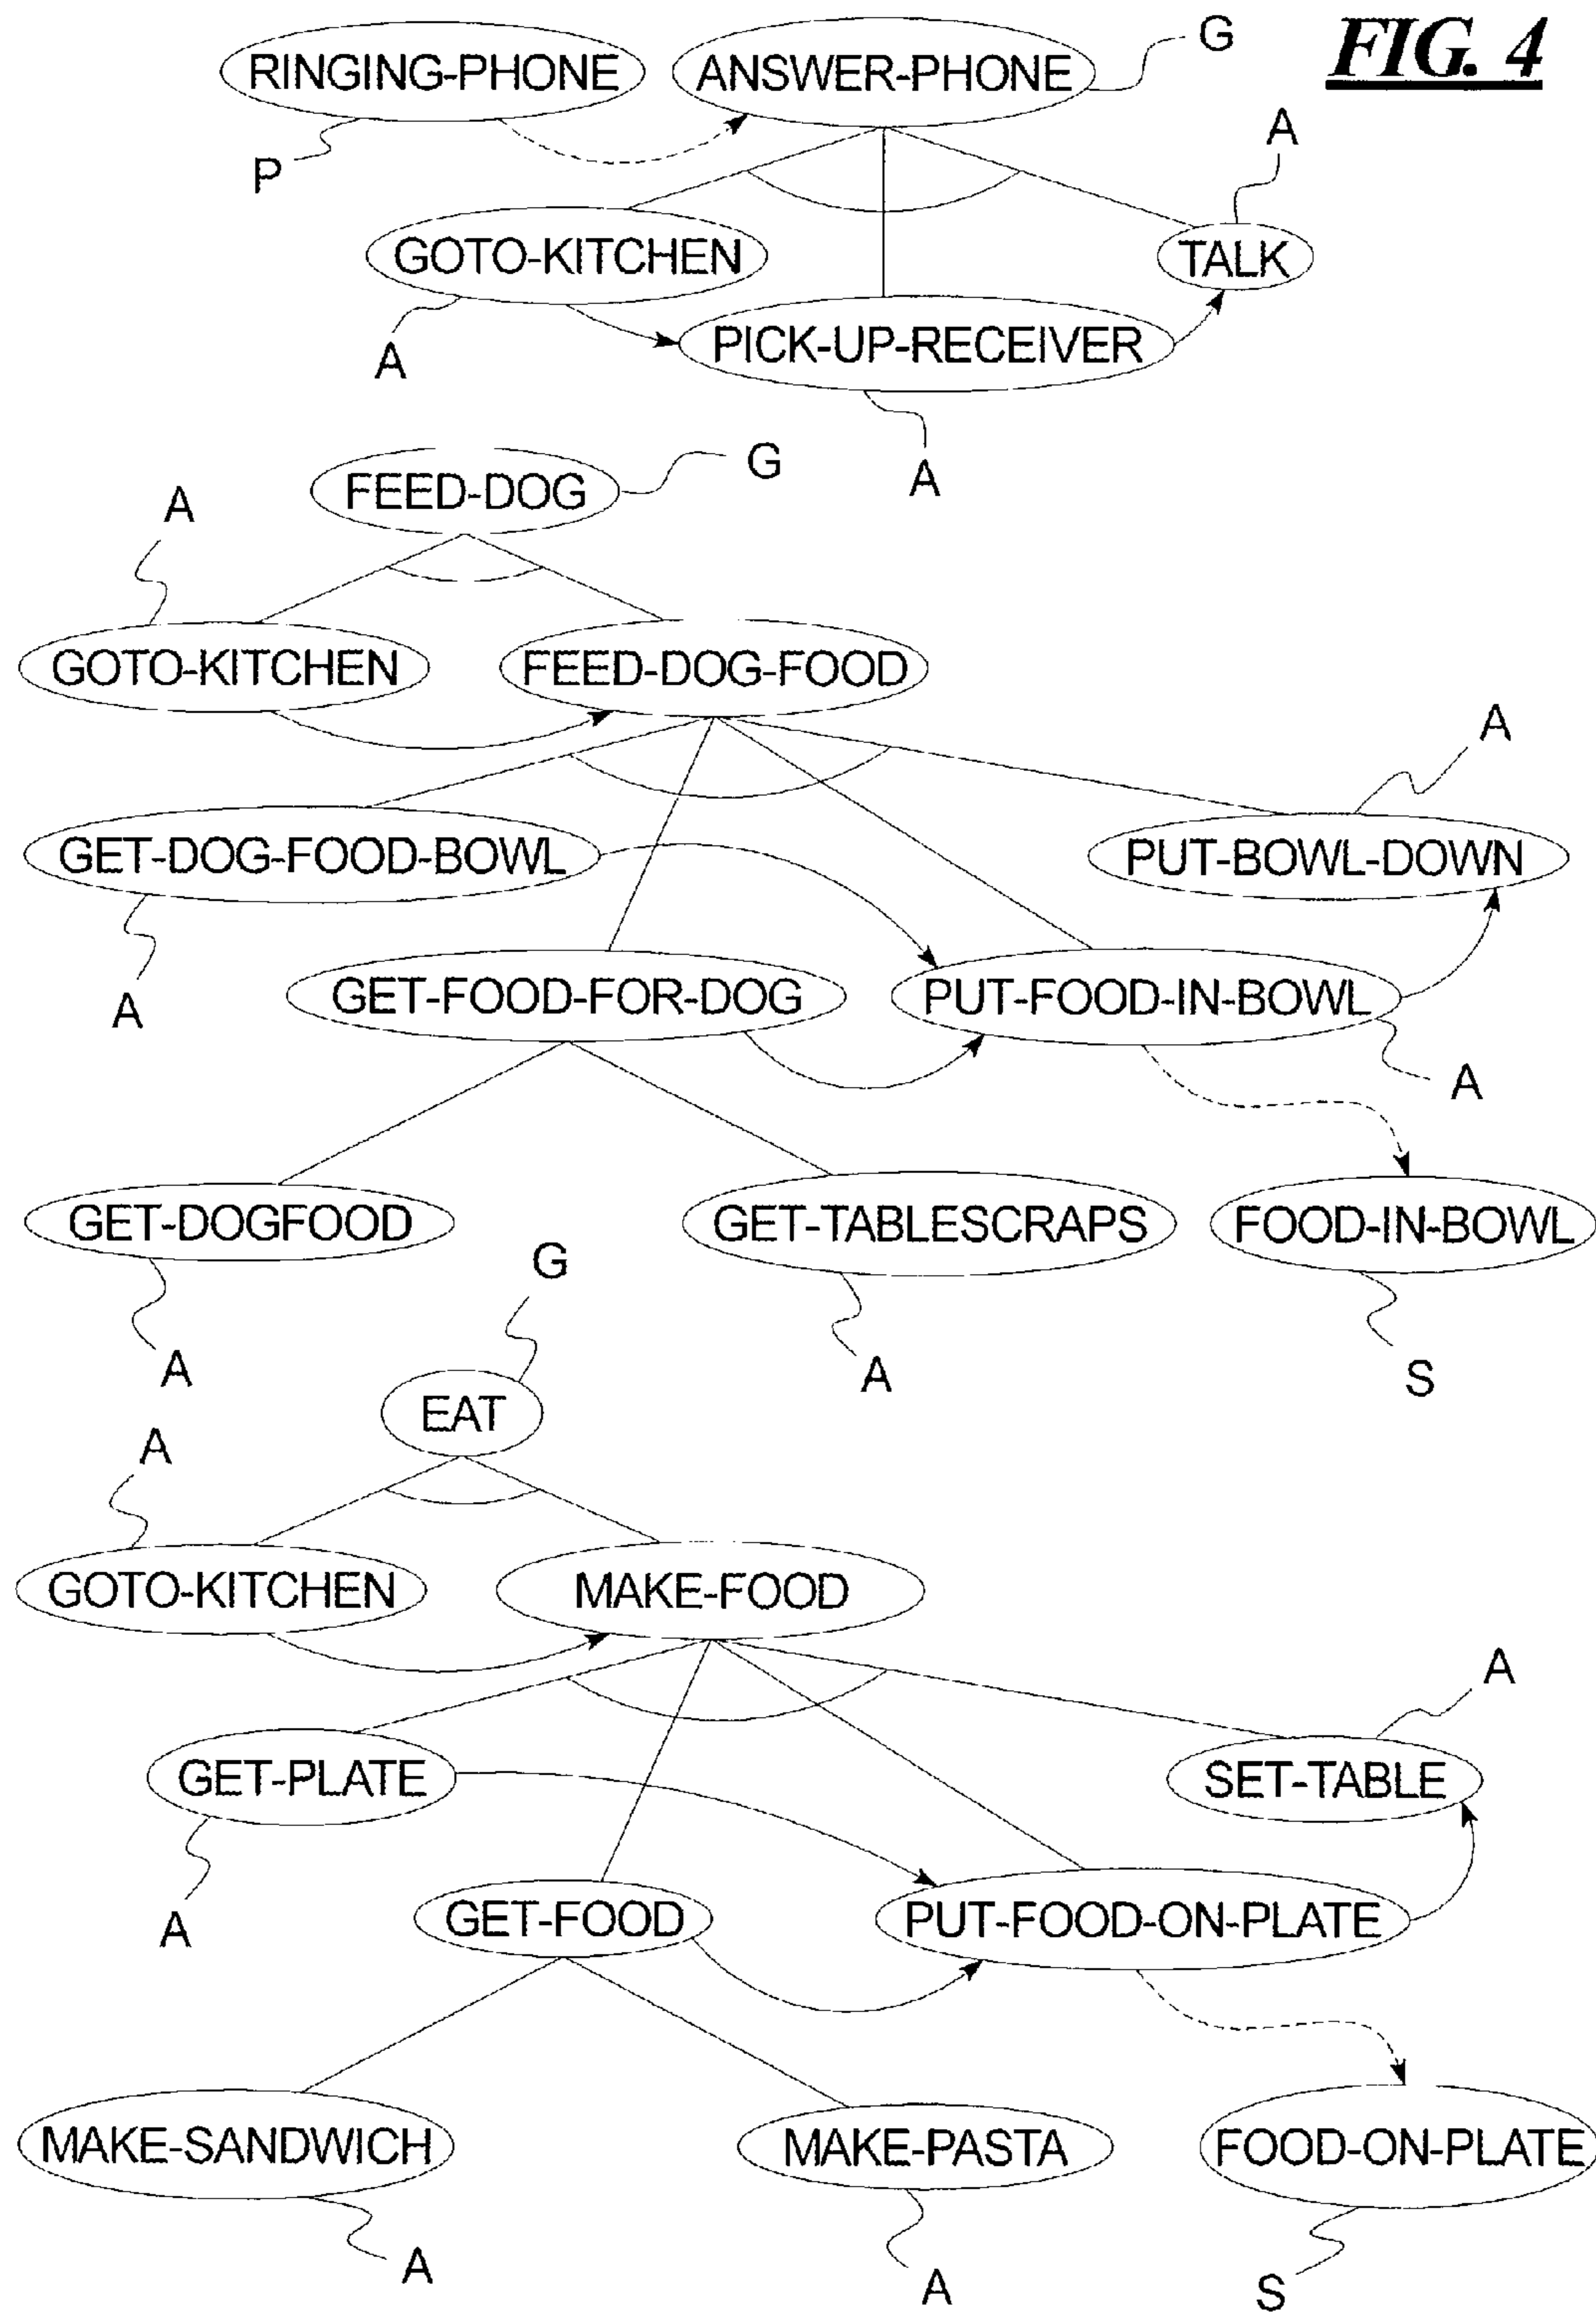 FIG. 4
G
RINGING-PHONE ANSWER-PHONE
A
P
GOTO-KITCHEN TALK
PICK-UP-RECEIVER
A
A
G
FEED-DOG
A
GOTO-KITCHEN FEED-DOG-FOOD
A
GET-DOG-FOOD-BOWL PUT-BOWL-DOWN
GET-FOOD-FOR-DOG PUT-FOOD-IN-BOWL
A
A
GET-DOGFOOD GET-TABLESCRAPS FOOD-IN-BOWL
G
A A S
EAT
A
GOTO-KITCHEN MAKE-FOOD
A
GET-PLATE SET-TABLE
GET-FOOD PUT-FOOD-ON-PLATE
A
MAKE-SANDWICH MAKE-PASTA FOOD-ON-PLATE
A
A S